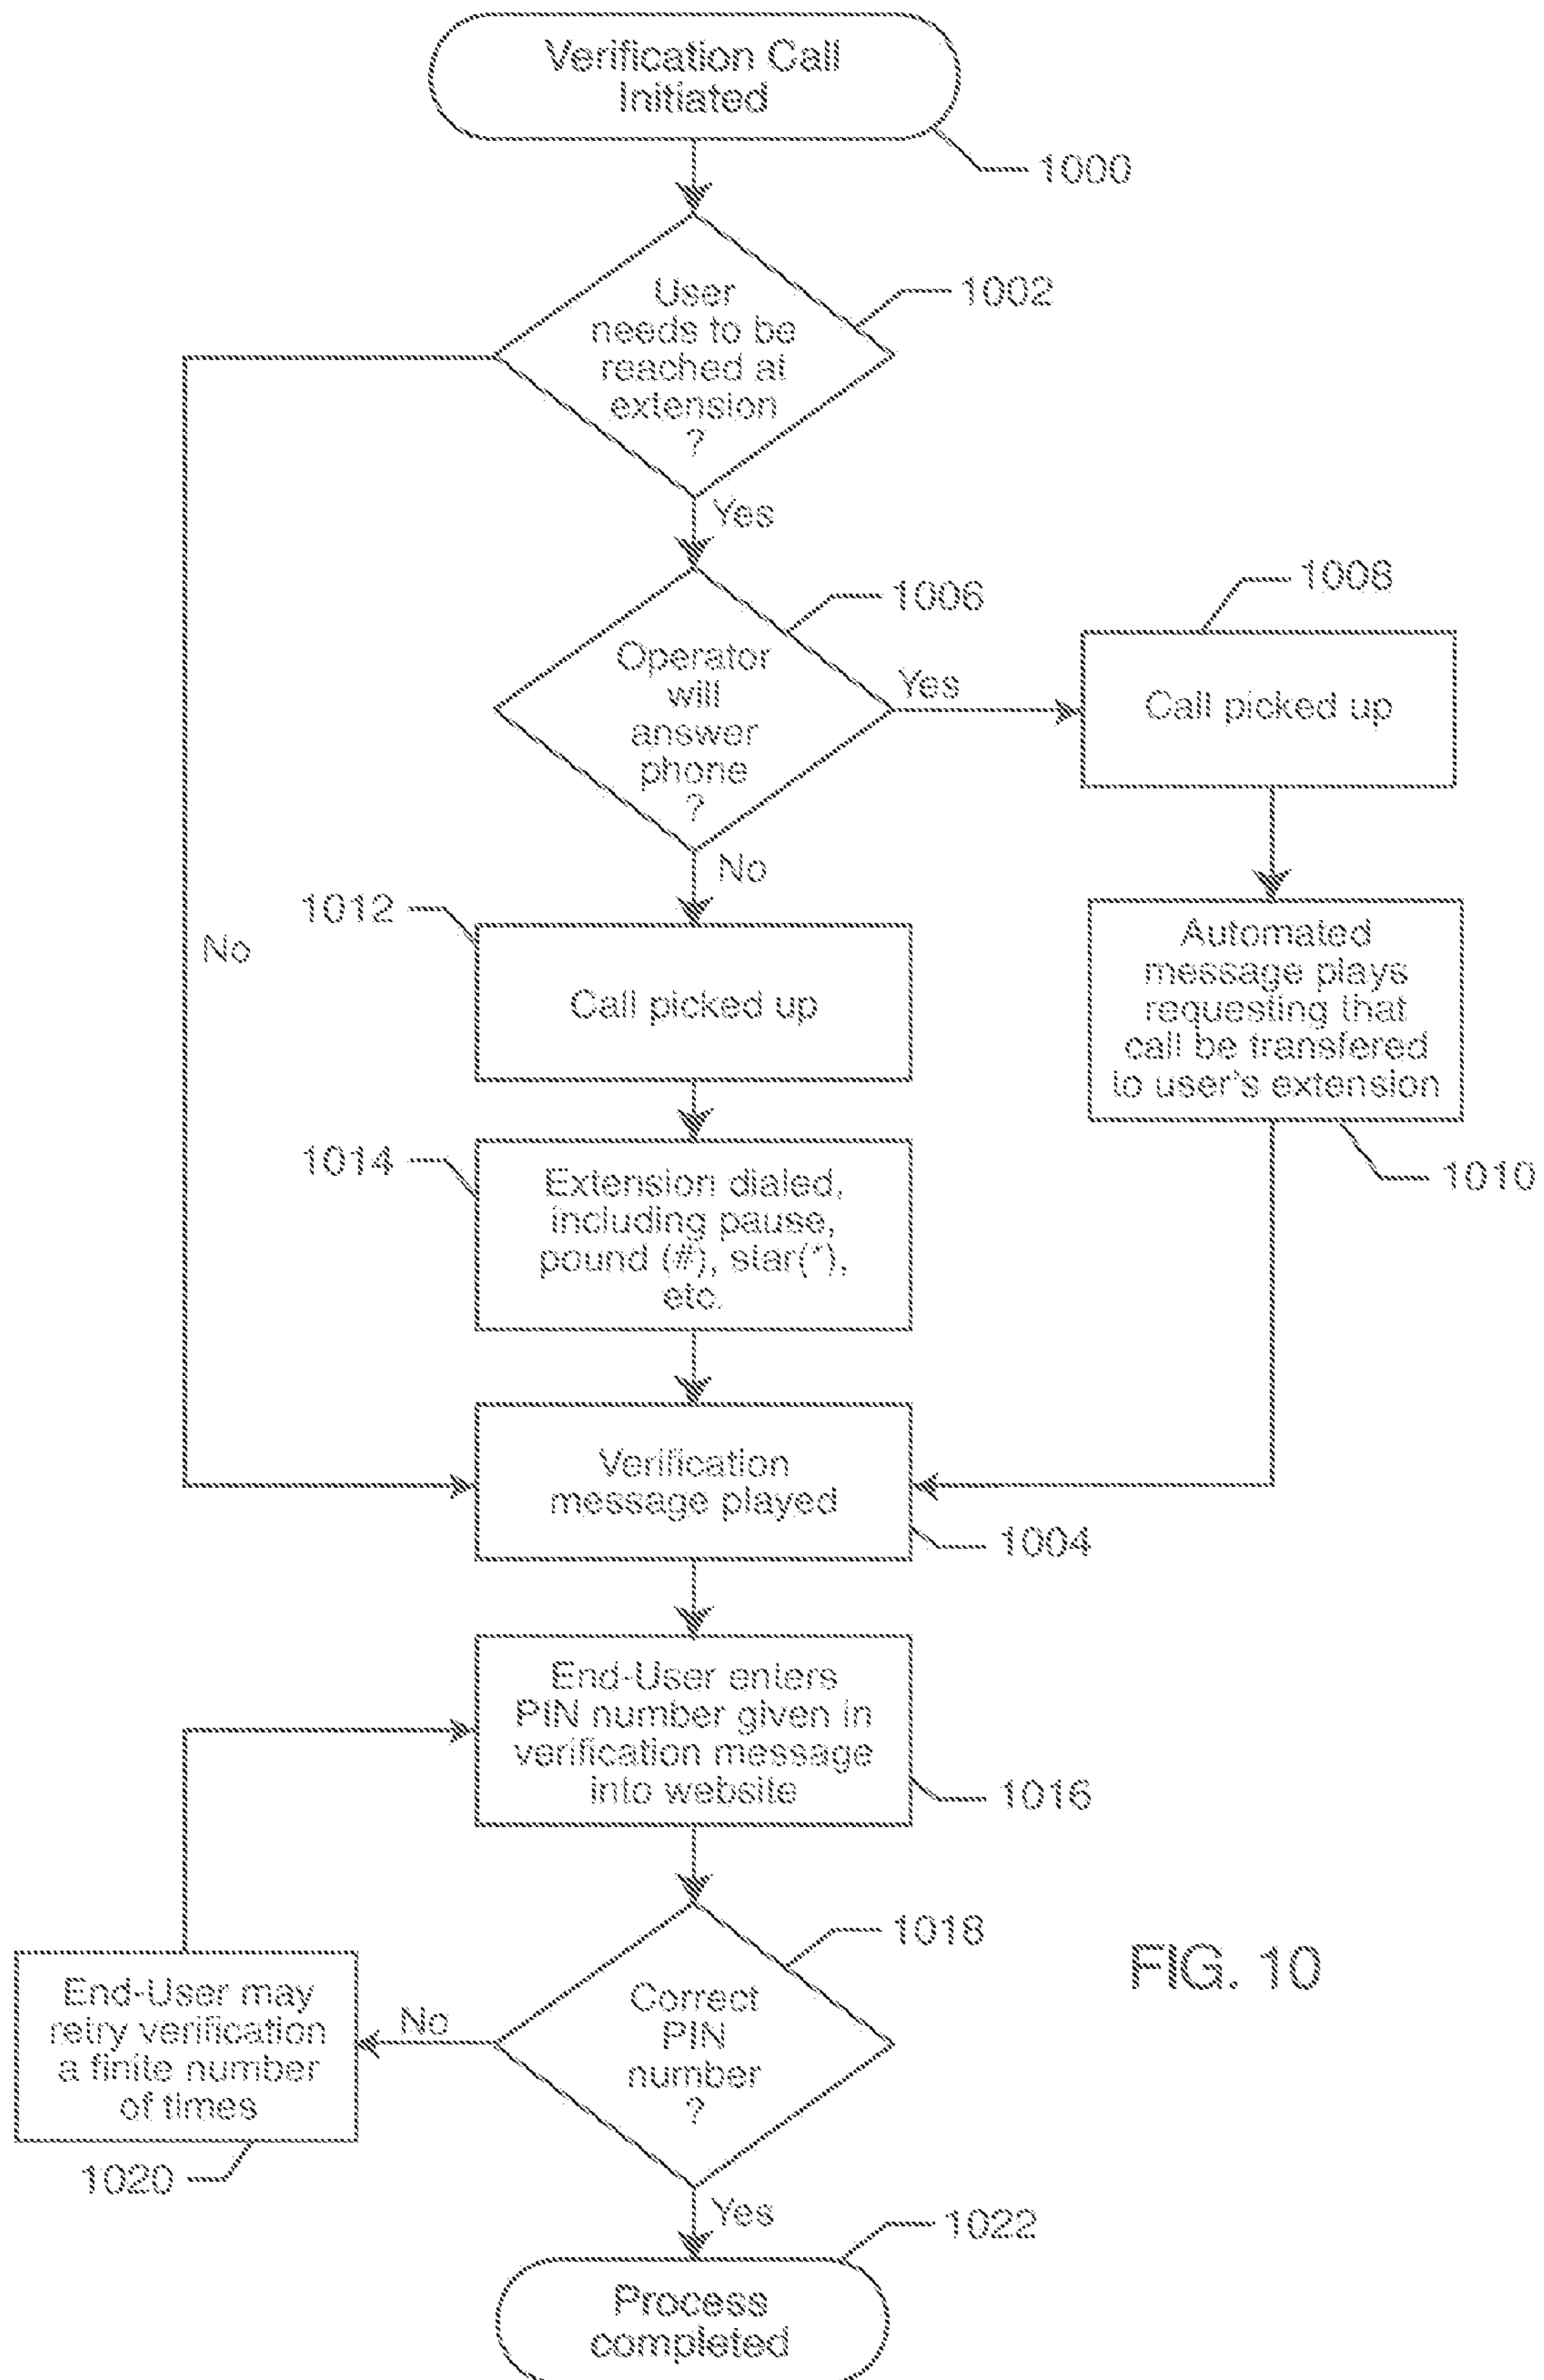 Verification Call
Initiated
1000
User
needs to be
reached at
extension
?
1002
Yes
Operator
will
answer
phone
?
1006
Yes
1008
Call picked up
No
1012
Call picked up
No
Automated
message plays
requesting that
call be transfered
to user's extension
1010
1014
Extension dialed,
including pause,
pound (#), star(*),
etc.
Verification
message played
1004
End-User enters
PIN number given in
verification message
into website
1016
1018
Correct
PIN
number
?
FIG. 10
No
End-User may
retry verification
a finite number
of times
1020
Yes
1022
Process
completed